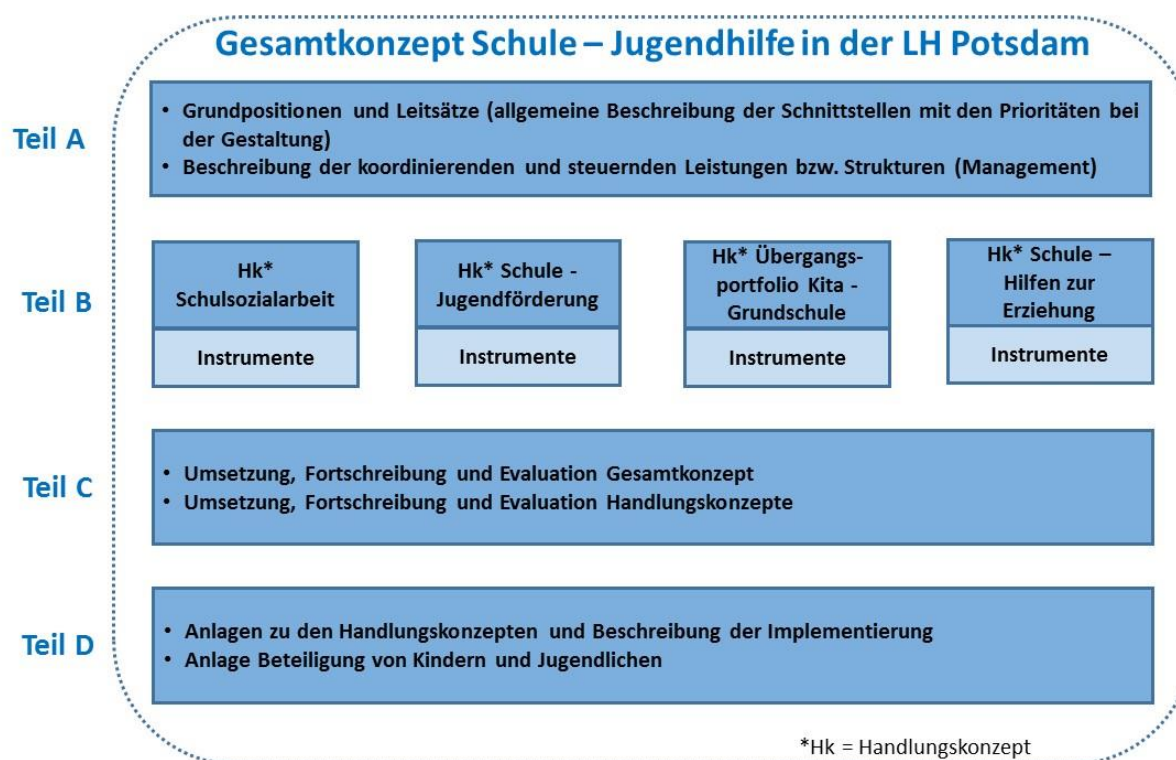 Gesamtkonzept Schule – Jugendhilfe in der LH Potsdam
Teil A
• Grundpositionen und Leitsätze (allgemeine Beschreibung der Schnittstellen mit den Prioritäten bei
der Gestaltung)
• Beschreibung der koordinierenden und steuernden Leistungen bzw. Strukturen (Management)
Teil B
Hk*
Schulsozialarbeit
Instrumente
Hk* Schule -
Jugendförderung
Instrumente
Hk* Übergangs-
portfolio Kita -
Grundschule
Instrumente
Hk* Schule –
Hilfen zur
Erziehung
Instrumente
Teil C
• Umsetzung, Fortschreibung und Evaluation Gesamtkonzept
• Umsetzung, Fortschreibung und Evaluation Handlungskonzepte
Teil D
• Anlagen zu den Handlungskonzepten und Beschreibung der Implementierung
• Anlage Beteiligung von Kindern und Jugendlichen
*Hk = Handlungskonzept